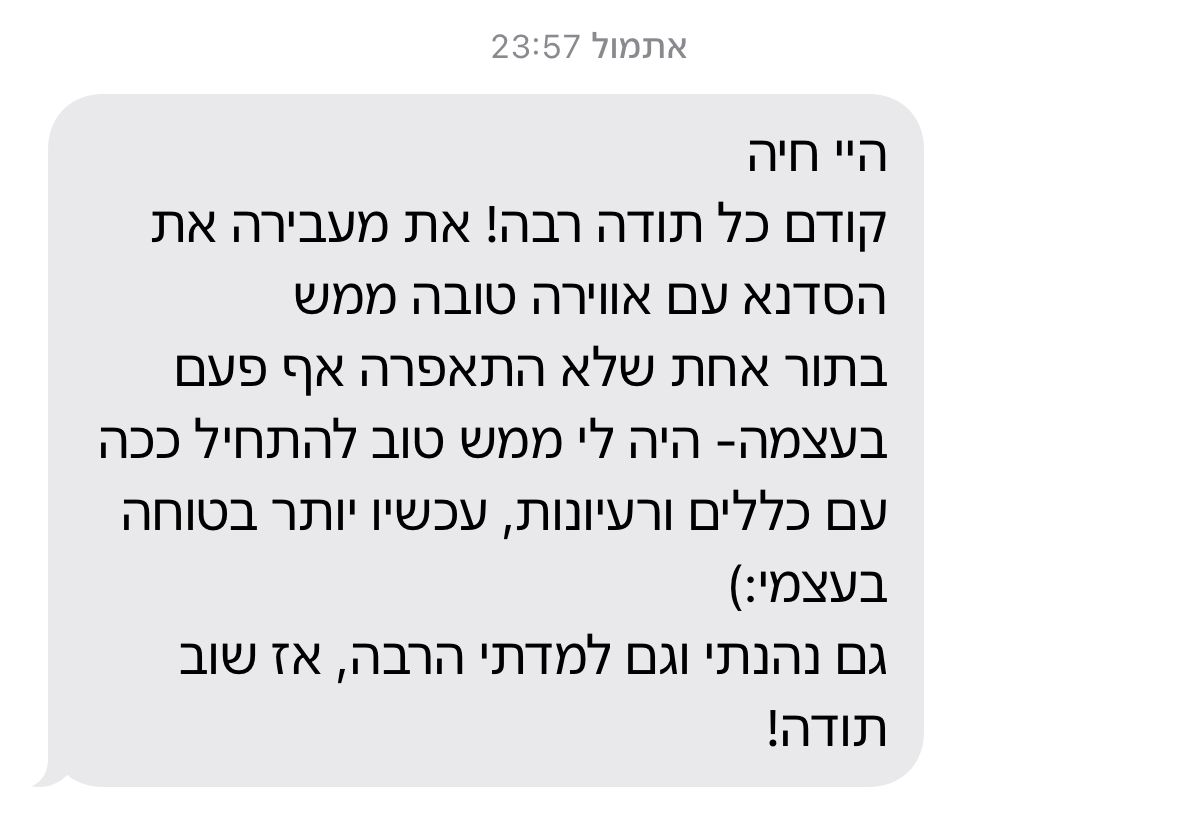 אתמול 23:57
היי חיה
קודם כל תודה רבה! את מעבירה את
הסדנא עם אווירה טובה ממש
בתור אחת שלא התאפרה אף פעם
בעצמה- היה לי ממש טוב להתחיל ככה
עם כללים ורעיונות, עכשיו יותר בטוחה
בעצמי:)
גם נהנתי וגם למדתי הרבה, אז שוב
תודה!